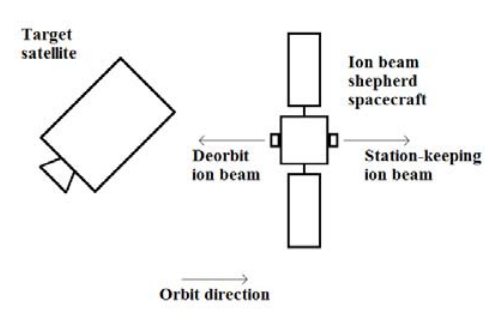 Target
satellite
Ion beam
shepherd
spacecraft
Deorbit
ion beam
Station-keeping
ion beam
Orbit direction